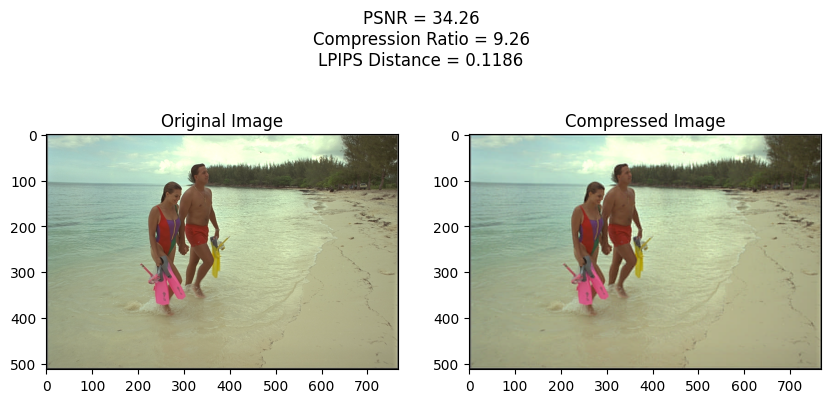 PSNR = 34.26
Compression Ratio = 9.26
LPIPS Distance = 0.1186
Original Image
Compressed Image
0
100
200
300
400
500
0 100 200 300 400 500 600 700
0
100
200
300
400
500
0 100 200 300 400 500 600 700